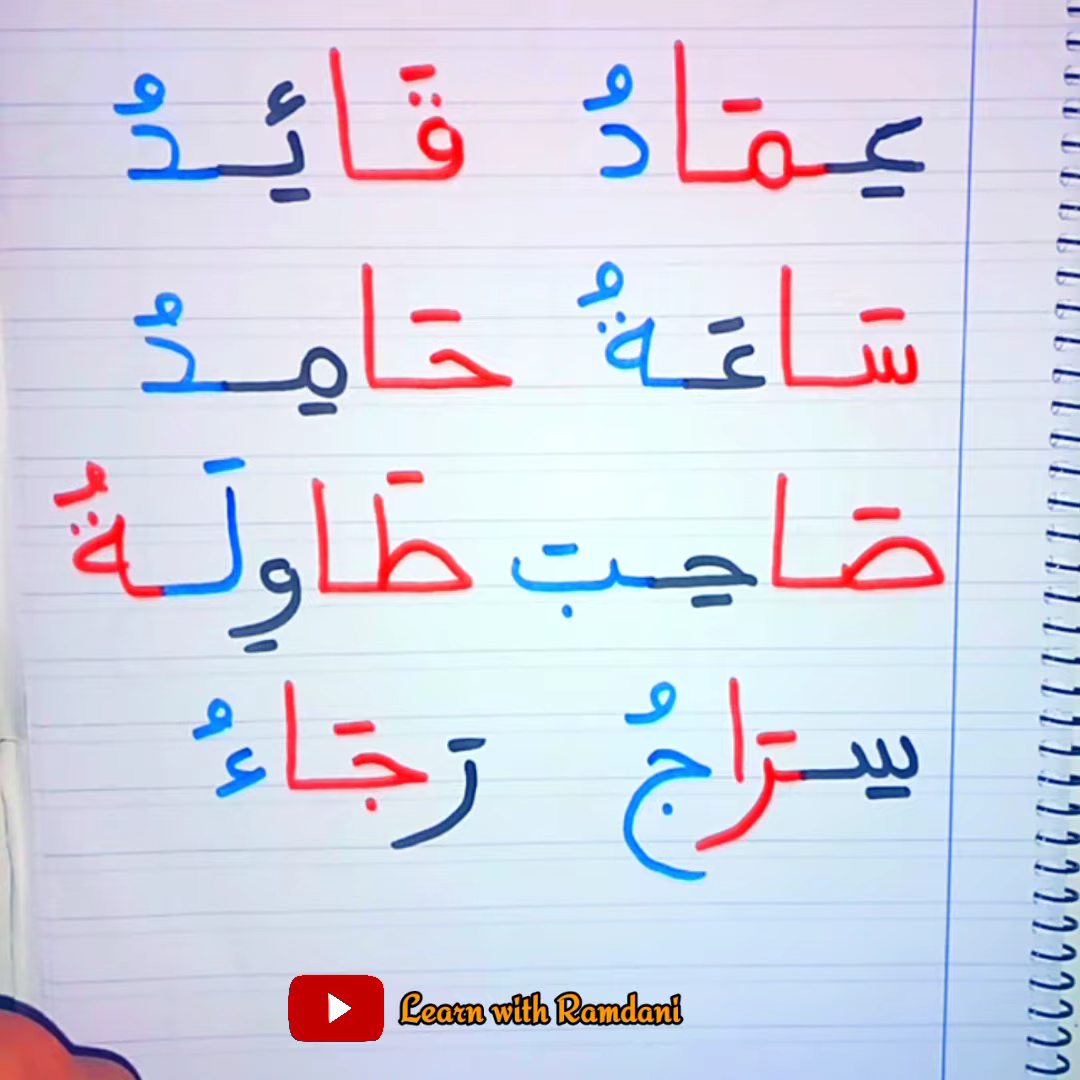 عِمَادُ قَائِدُ
سَاعَةُ حَامِدُ
صَاحِبَ طَاوِلَةُ
سِرَاجُ رَجَاءُ
Learn with Ramdani